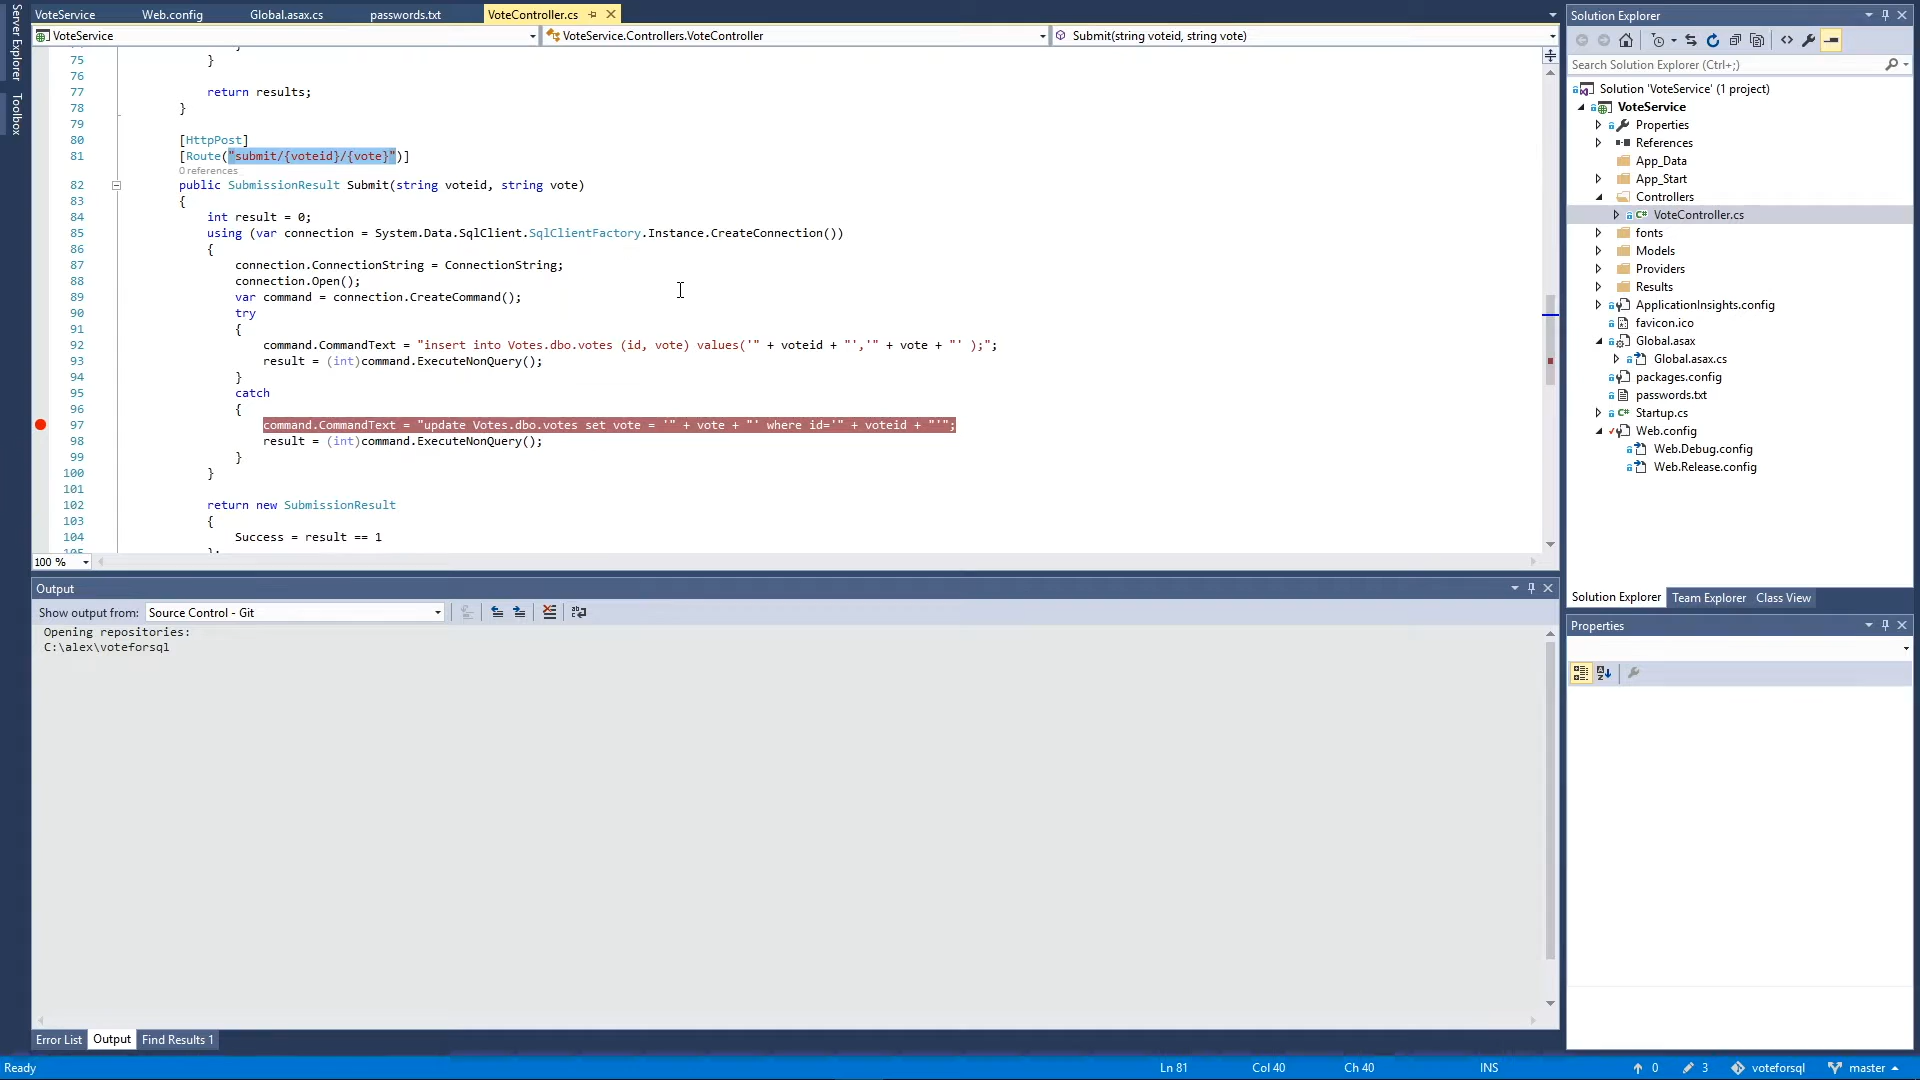 Server Explorer
Toolbox
VoteService
Web.config
Global.asax.cs
passwords.txt
VoteController.cs
VoteService
VoteService.Controllers.VoteController
Submit(string voteid, string vote)
75 }
76
77 return results;
78 }
79
80 [HttpPost]
81 [Route("submit/{voteid}/{vote}")]
0 references
82 public SubmissionResult Submit(string voteid, string vote)
83 {
84 int result = 0;
85 using (var connection = System.Data.SqlClient.SqlClientFactory.Instance.CreateConnection())
86 {
87 connection.ConnectionString = ConnectionString;
88 connection.Open();
89 var command = connection.CreateCommand();
90 try
91 {
92 command.CommandText = "insert into Votes.dbo.votes (id, vote) values('" + voteid + "','" + vote + "' );";
93 result = (int)command.ExecuteNonQuery();
94 }
95 catch
96 {
97 command.CommandText = "update Votes.dbo.votes set vote = '" + vote + "' where id='" + voteid + "'";
98 result = (int)command.ExecuteNonQuery();
99 }
100 }
101
102 return new SubmissionResult
103 {
104 Success = result == 1
100 %
Output
Show output from: Source Control - Git
Opening repositories:
C:\alex\voteforsql
Error List
Output
Find Results 1
Solution Explorer
Search Solution Explorer (Ctrl+;)
Solution 'VoteService' (1 project)
VoteService
Properties
References
App_Data
App_Start
Controllers
C# VoteController.cs
fonts
Models
Providers
Results
ApplicationInsights.config
favicon.ico
Global.asax
Global.asax.cs
packages.config
passwords.txt
Startup.cs
Web.config
Web.Debug.config
Web.Release.config
Solution Explorer
Team Explorer
Class View
Properties
Ready
Ln 81
Col 40
Ch 40
INS
0
3
voteforsql
master